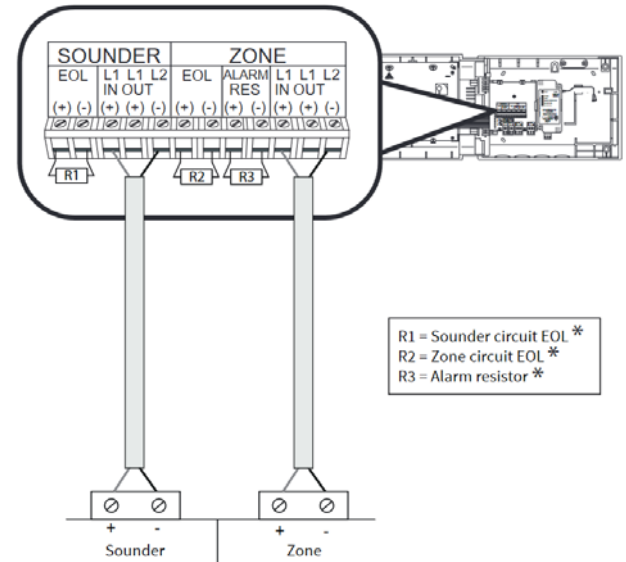 SOUNDER ZONE
EOL L1 L1 L2 EOL ALARM L1 L1 L2
IN OUT RES IN OUT
(+) (-) (+) (+) (-) (+) (-) (+) (-) (+) (+) (-)
R1 R2 R3
R1 = Sounder circuit EOL *
R2 = Zone circuit EOL *
R3 = Alarm resistor *
+ - + -
Sounder Zone